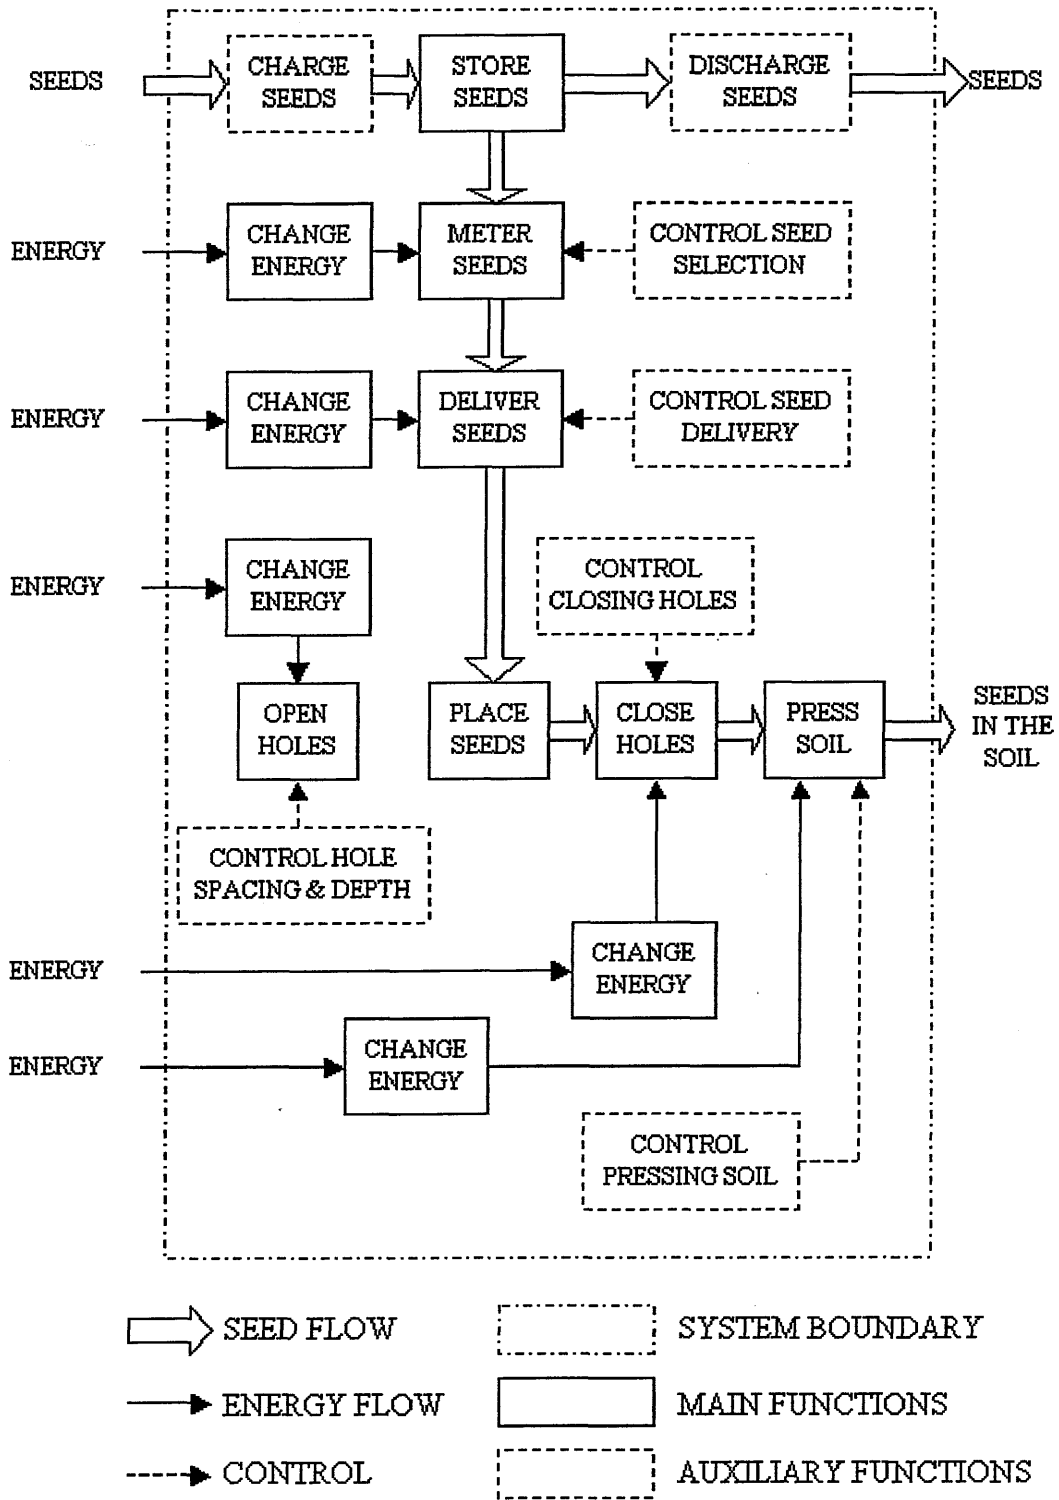 SEEDS
CHARGE
SEEDS
STORE
SEEDS
DISCHARGE
SEEDS
SEEDS
ENERGY
CHANGE
ENERGY
METER
SEEDS
CONTROL SEED
SELECTION
ENERGY
CHANGE
ENERGY
DELIVER
SEEDS
CONTROL SEED
DELIVERY
ENERGY
CHANGE
ENERGY
CONTROL
CLOSING HOLES
OPEN
HOLES
PLACE
SEEDS
CLOSE
HOLES
PRESS
SOIL
SEEDS
IN THE
SOIL
CONTROL HOLE
SPACING & DEPTH
ENERGY
CHANGE
ENERGY
ENERGY
CHANGE
ENERGY
CONTROL
PRESSING SOIL
SEED FLOW
SYSTEM BOUNDARY
ENERGY FLOW
MAIN FUNCTIONS
CONTROL
AUXILIARY FUNCTIONS